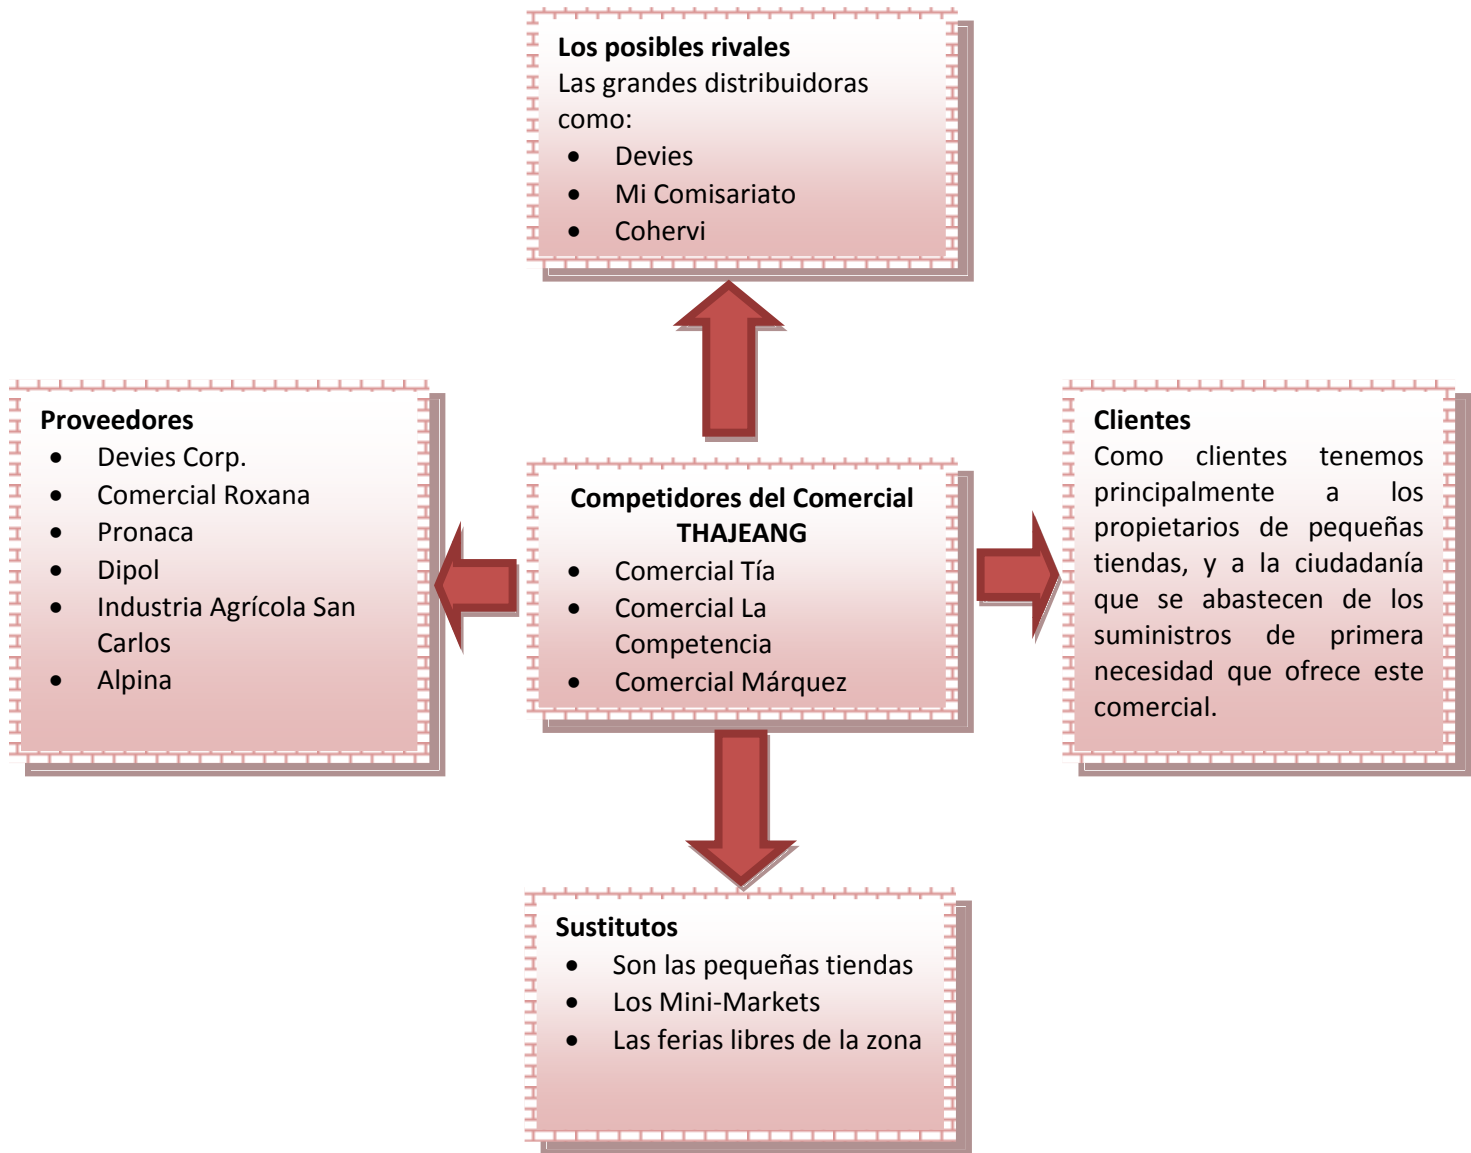 Los posibles rivales
Las grandes distribuidoras
como:
• Devies
• Mi Comisariato
• Cohervi
Proveedores
• Devies Corp.
• Comercial Roxana
• Pronaca
• Dipol
• Industria Agrícola San
Carlos
• Alpina
Competidores del Comercial
THAJEANG
• Comercial Tía
• Comercial La
Competencia
• Comercial Márquez
Clientes
Como clientes tenemos
principalmente a los
propietarios de pequeñas
tiendas, y a la ciudadanía
que se abastecen de los
suministros de primera
necesidad que ofrece este
comercial.
Sustitutos
• Son las pequeñas tiendas
• Los Mini-Markets
• Las ferias libres de la zona